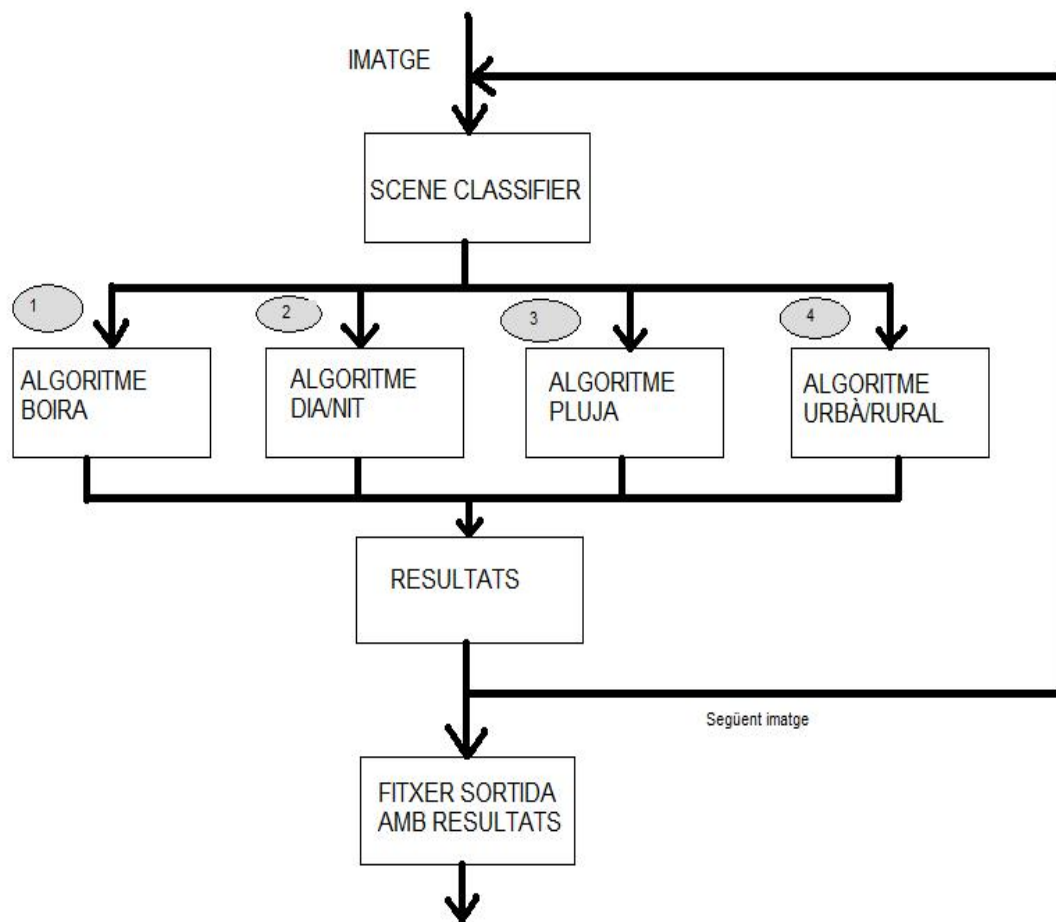 IMATGE
SCENE CLASSIFIER
1
2
3
4
ALGORITME
BOIRA
ALGORITME
DIA/NIT
ALGORITME
PLUJA
ALGORITME
URBÀ/RURAL
RESULTATS
Següent imatge
FITXER SORTIDA
AMB RESULTATS